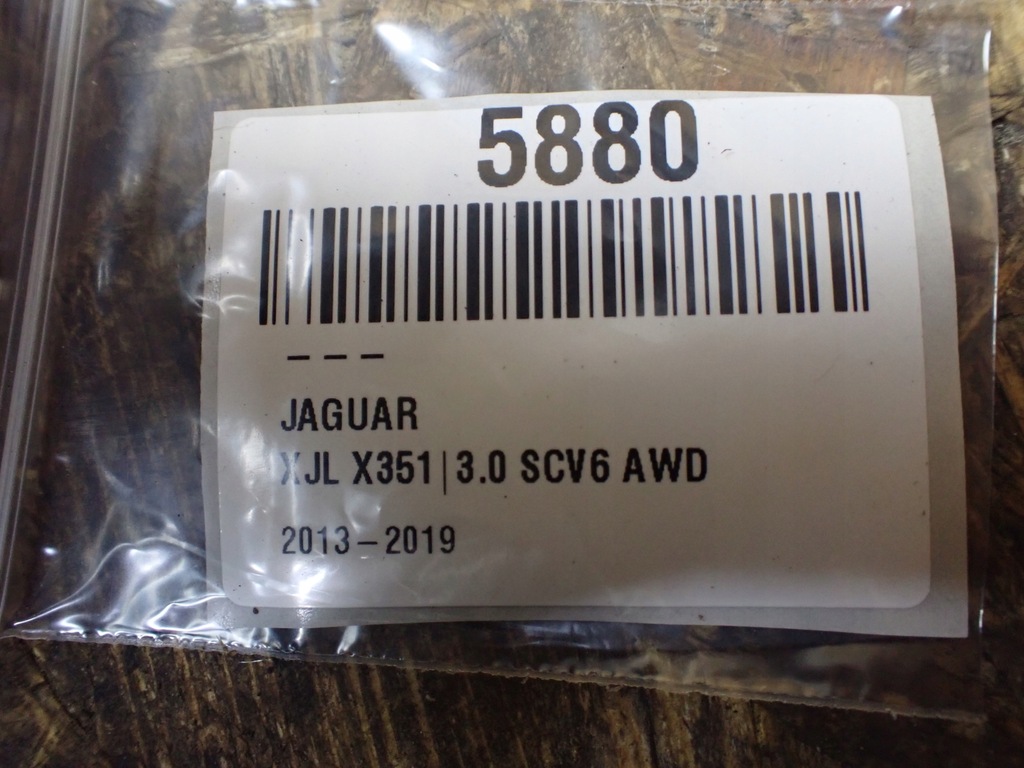 5880
– – –
JAGUAR
XJL X351|3.0 SCV6 AWD
2013–2019